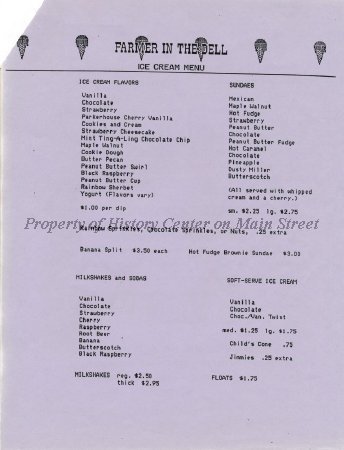 FARMER IN THE DELL
ICE CREAM MENU
ICE CREAM FLAVORS
Vanilla
Chocolate
Strawberry
Parkerhouse Cherry Vanilla
Cookies and Cream
Strawberry Cheesecake
Mint Ting-A-Ling Chocolate Chip
Maple Walnut
Cookie Dough
Butter Pecan
Peanut Butter Swirl
Black Raspberry
Peanut Butter Cup
Rainbow Sherbet
Yogurt (Flavors vary)
$1.00 per dip
SUNDAES
Mexican
Maple Walnut
Hot Fudge
Strawberry
Peanut Butter
Chocolate
Peanut Butter Fudge
Hot Caramel
Chocolate
Pineapple
Dusty Miller
Butterscotch
(All served with whipped
cream and a cherry.)
sm. $2.25 lg. $2.75
Property of History Center on Main Street
Rainbow Sprinkles, Chocolate Sprinkles, or Nuts, .25 extra
Banana Split $3.50 each
Hot Fudge Brownie Sundae $3.00
MILKSHAKES and SODAS
Vanilla
Chocolate
Strawberry
Cherry
Raspberry
Root Beer
Banana
Butterscotch
Black Raspberry
MILKSHAKES reg. $2.50
thick $2.95
SOFT-SERVE ICE CREAM
Vanilla
Chocolate
Choc./Van. Twist
med. $1.25 lg. $1.75
Child's Cone .75
Jimmies .25 extra
FLOATS $1.75